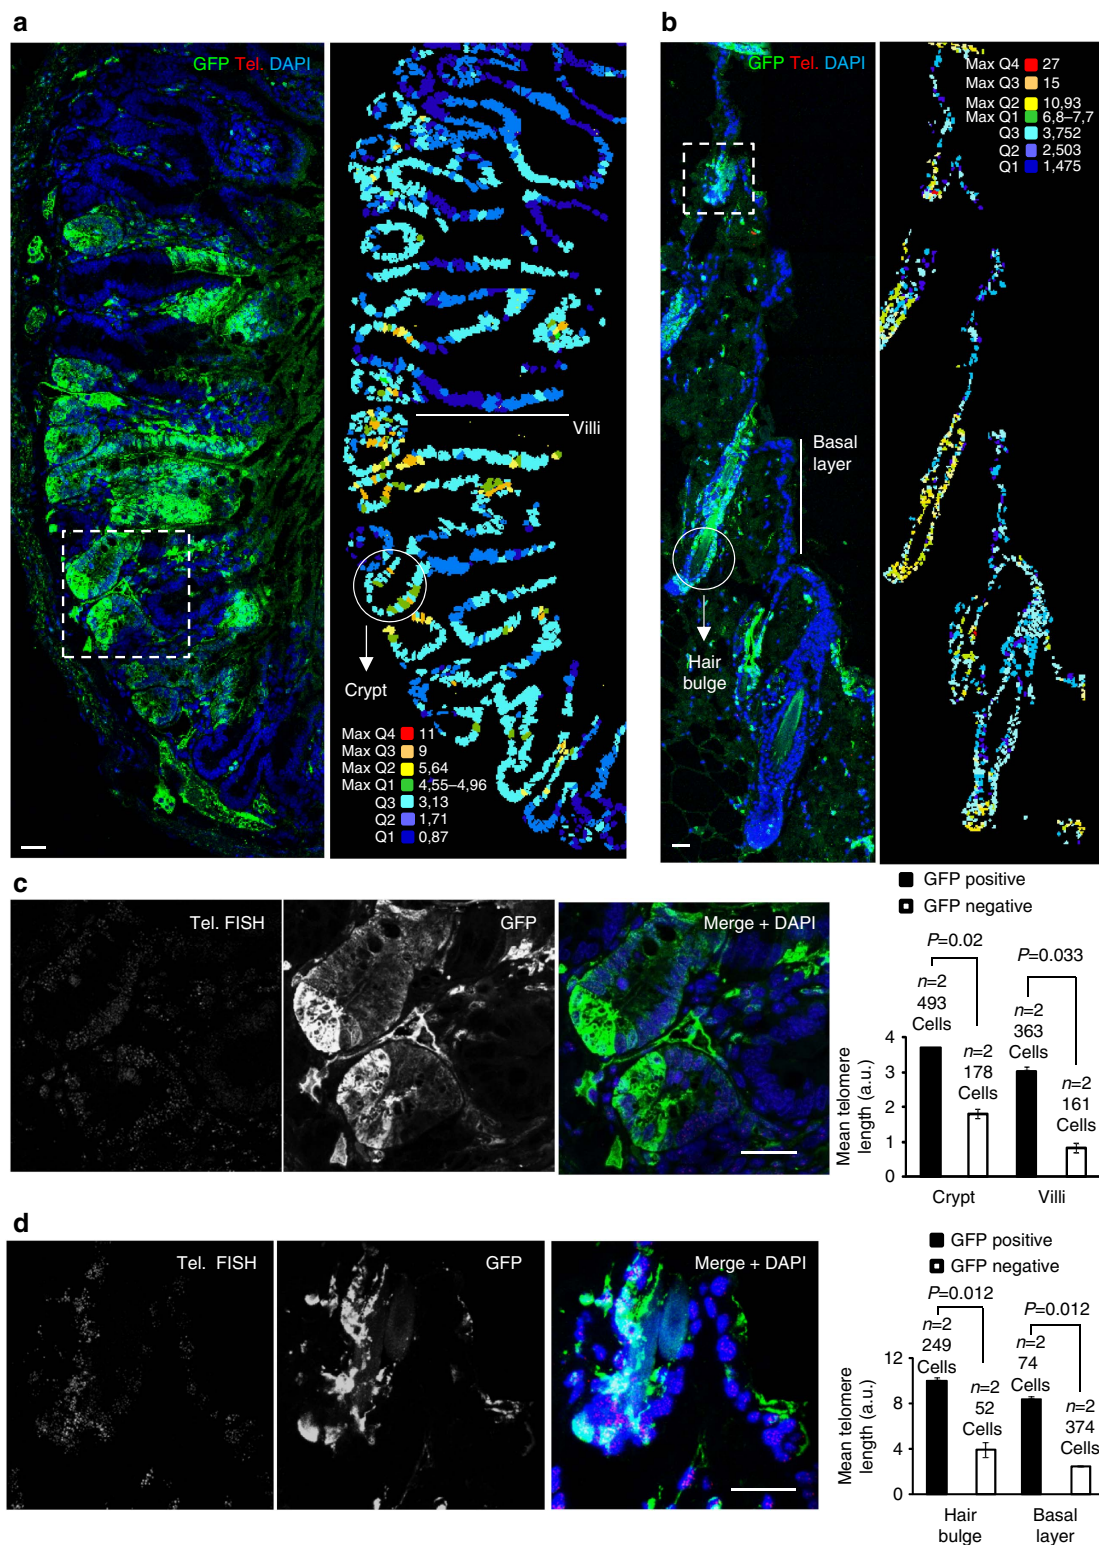 a
GFP Tel. DAPI
Villi
Crypt
Max Q4 11
Max Q3 9
Max Q2 5,64
Max Q1 4,55–4,96
Q3 3,13
Q2 1,71
Q1 0,87
b
GFP Tel. DAPI
Basal
layer
Hair
bulge
Max Q4 27
Max Q3 15
Max Q2 10,93
Max Q1 6,8–7,7
Q3 3,752
Q2 2,503
Q1 1,475
c
Tel. FISH
GFP
Merge + DAPI
GFP positive
GFP negative
P=0.02
P=0.033
n=2
493
Cells
n=2
178
Cells
n=2
363
Cells
n=2
161
Cells
Mean telomere
length (a.u.)
4
3
2
1
0
Crypt
Villi
d
Tel. FISH
GFP
Merge + DAPI
GFP positive
GFP negative
P=0.012
P=0.012
n=2
249
Cells
n=2
52
Cells
n=2
74
Cells
n=2
374
Cells
Mean telomere
length (a.u.)
12
8
4
0
Hair
bulge
Basal
layer